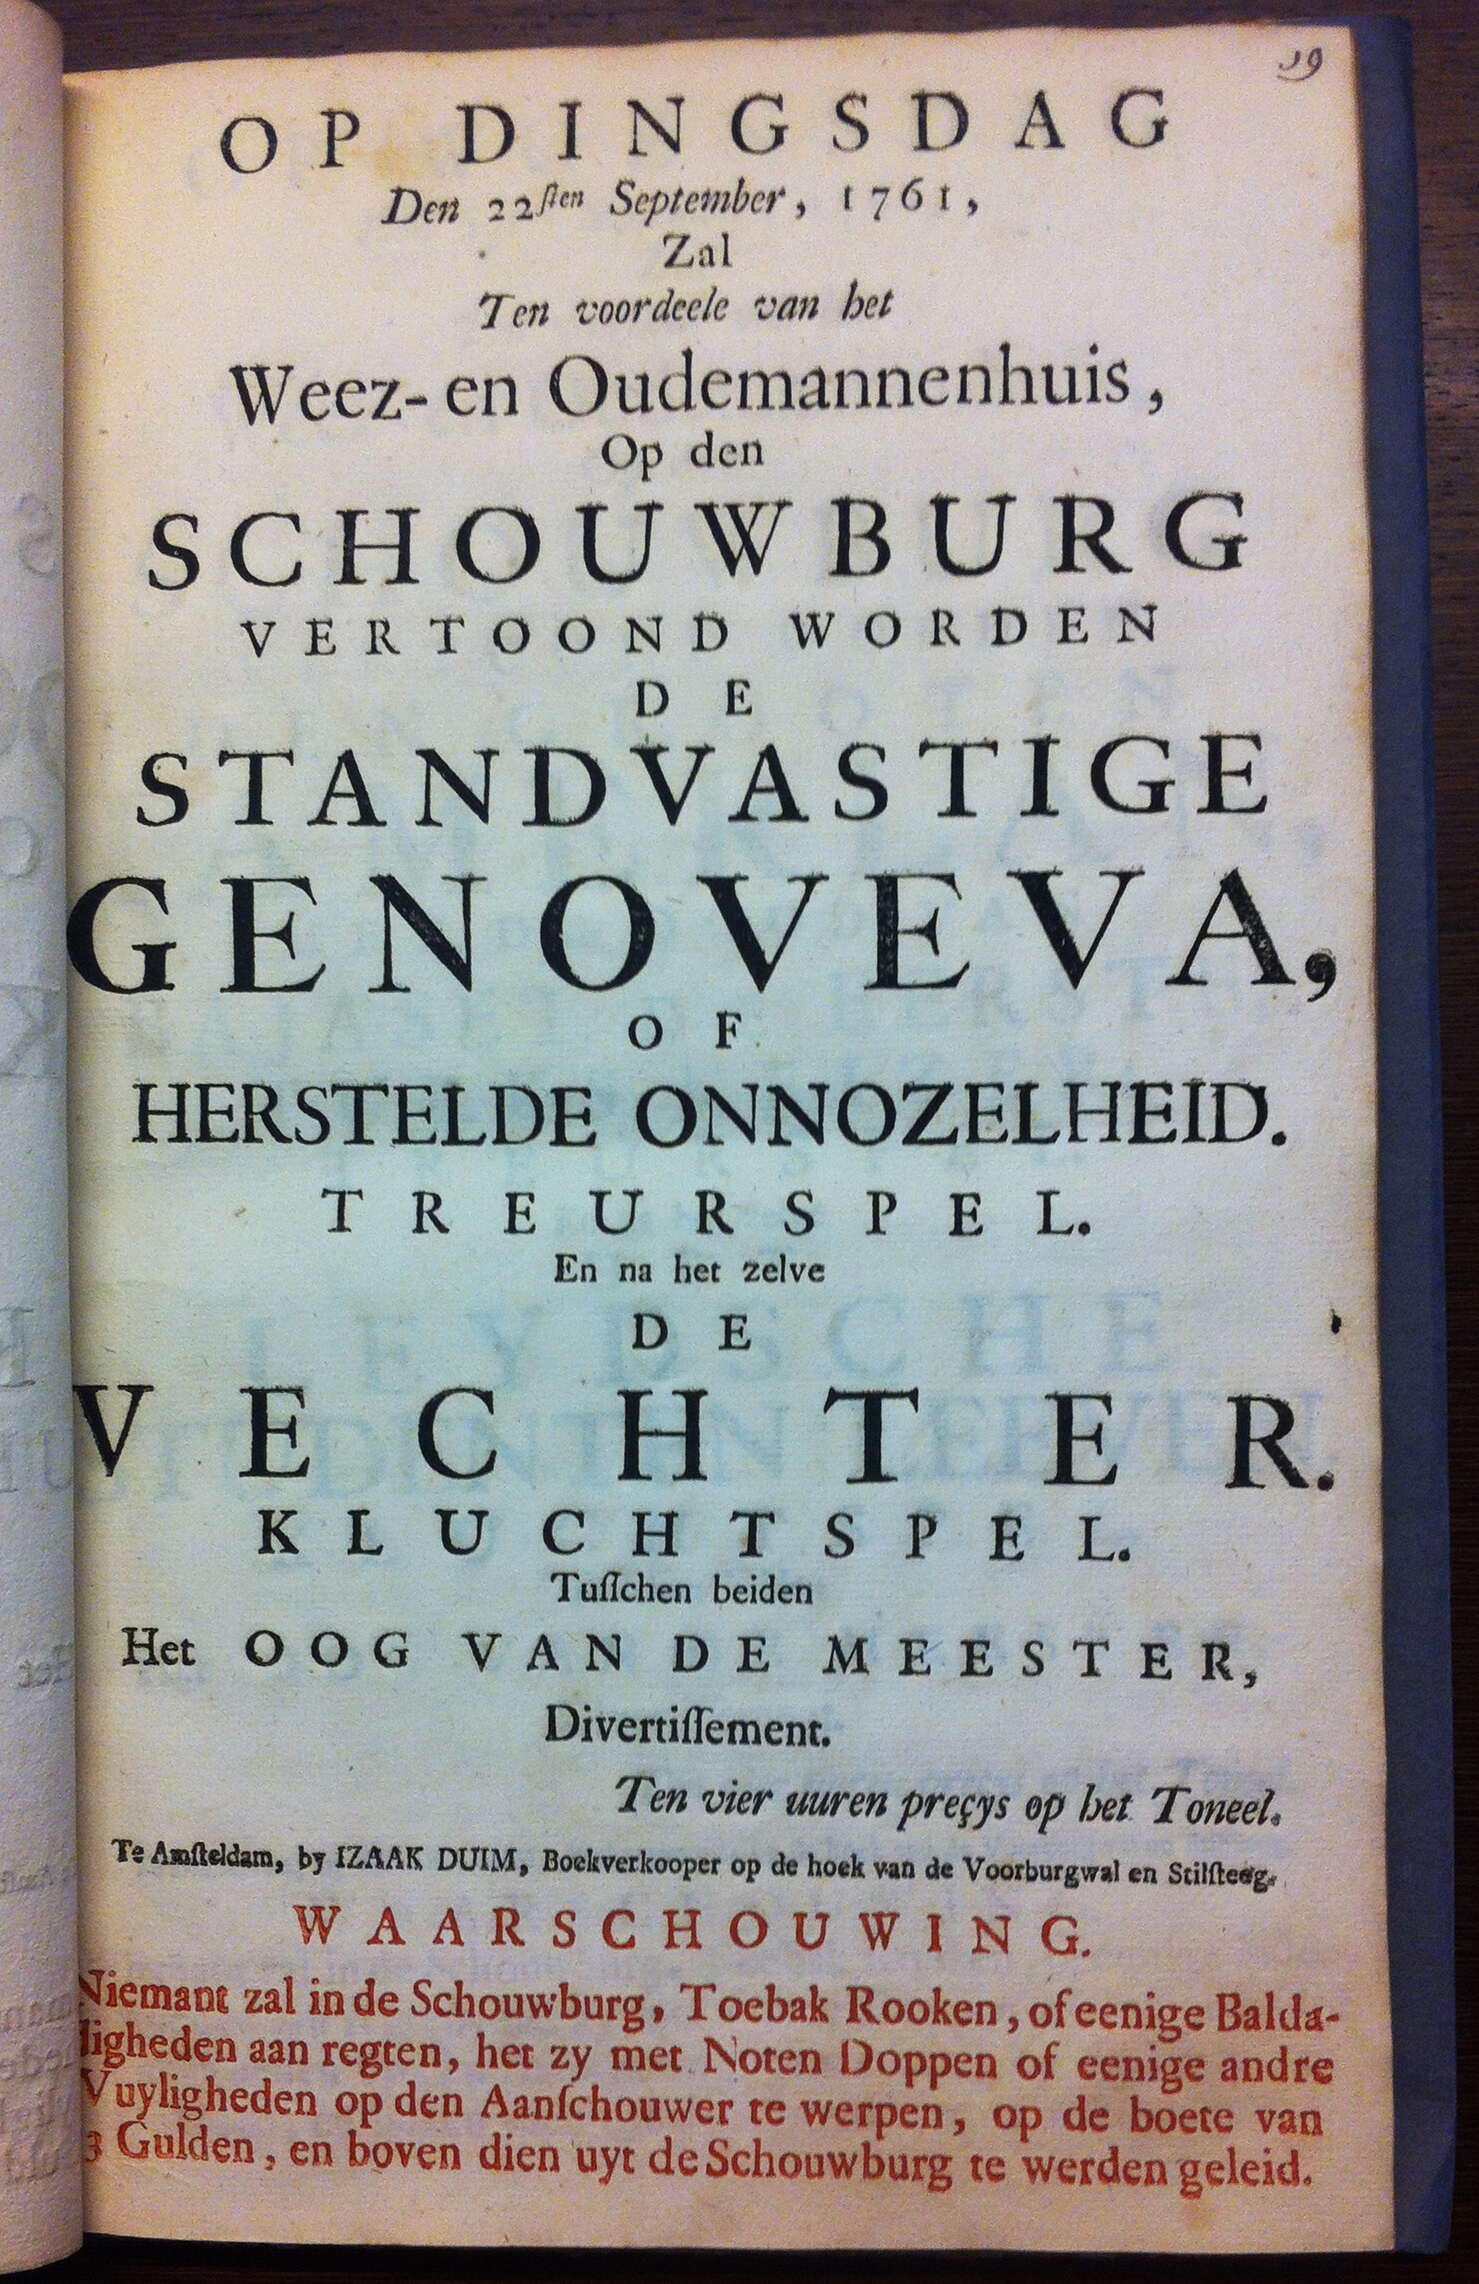 19
OP DINGSDAG
Den 22ſten September, 1761,
Zal
Ten voordeele van het
Weez- en Oudemannenhuis,
Op den
SCHOUWBURG
VERTOOND WORDEN
DE
STANDVASTIGE
GENOVEVA,
OF
HERSTELDE ONNOZELHEID.
TREURSPEL.
En na het zelve
DE
VECHTER.
KLUCHTSPEL.
Tuſſchen beiden
Het OOG VAN DE MEESTER,
Divertiſſement.
Ten vier uuren preçys op het Toneel.
Te Amſteldam, by IZAAK DUIM, Boekverkooper op de hoek van de Voorburgwal en Stilſteeg.
WAARSCHOUWING.
Niemant zal in de Schouwburg, Toebak Rooken, of eenige Balda-
digheden aan regten, het zy met Noten Doppen of eenige andre
Vuyligheden op den Aanſchouwer te werpen, op de boete van
3 Gulden, en boven dien uyt de Schouwburg te werden geleid.